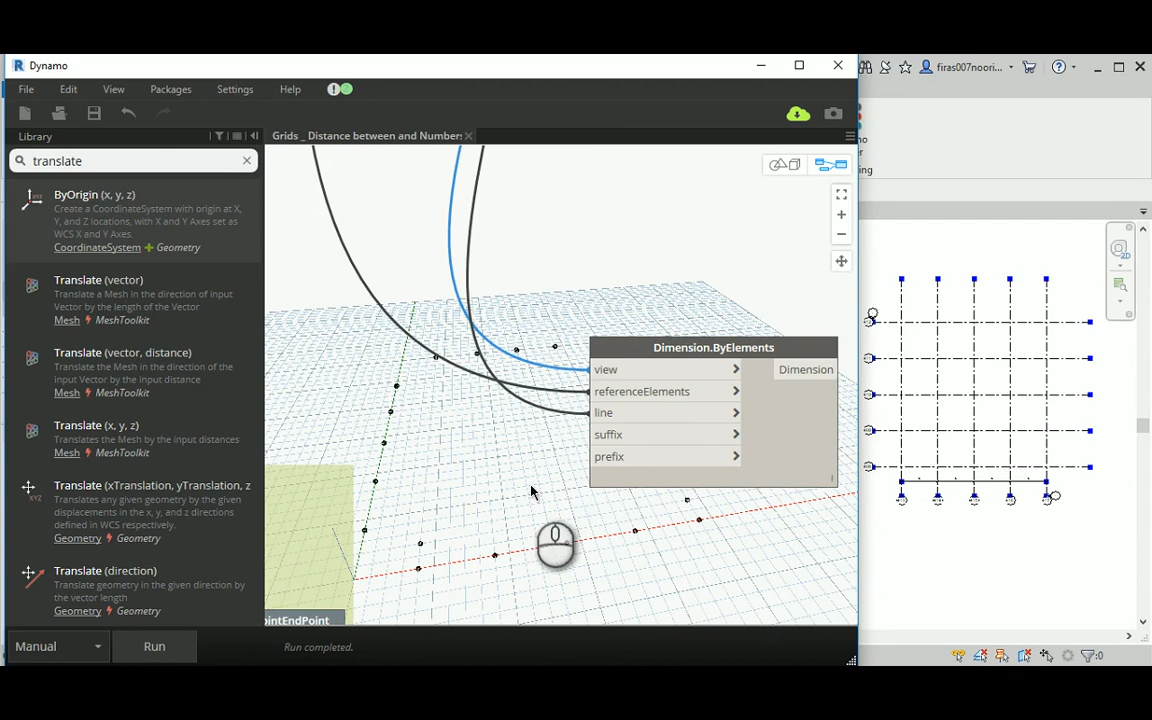 Dynamo
File Edit View Packages Settings Help
firas007noori...
Library
Grids _ Distance between and Number:
translate
ByOrigin (x, y, z)
Create a CoordinateSystem with origin at X,
Y, and Z locations, with X and Y Axes set as
WCS X and Y Axes.
CoordinateSystem Geometry
Translate (vector)
Translate a Mesh in the direction of input
Vector by the length of the Vector
Mesh MeshToolkit
Translate (vector, distance)
Translate the Mesh in the direction of the
input Vector by the input distance
Mesh MeshToolkit
Translate (x, y, z)
Translates the Mesh by the input distances
Mesh MeshToolkit
Translate (xTranslation, yTranslation, z
Translates any given geometry by the given
displacements in the x, y, and z directions
defined in WCS respectively.
Geometry Geometry
Translate (direction)
Translate geometry in the given direction by
the vector length
Geometry Geometry
Dimension.ByElements
view
Dimension
referenceElements
line
suffix
prefix
ointEndPoint
Manual
Run
Run completed.
2D
:0